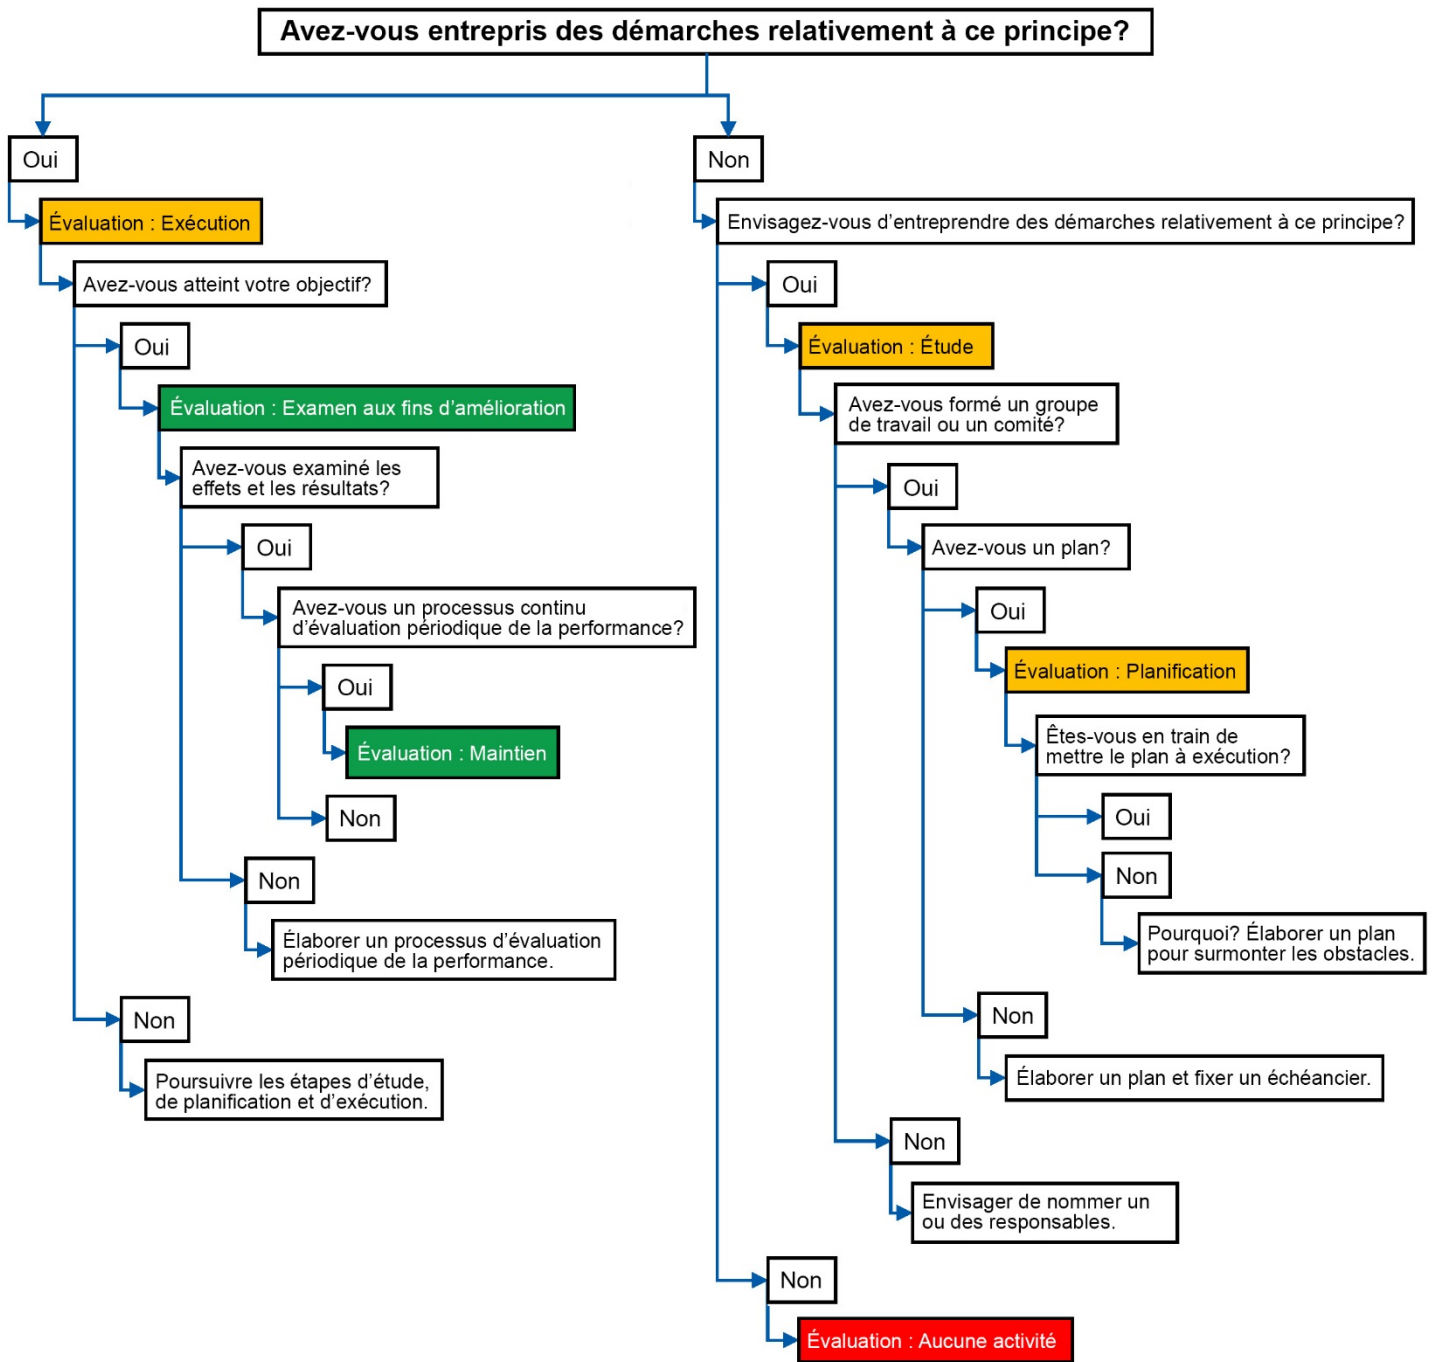 Avez-vous entrepris des démarches relativement à ce principe?
Oui
Évaluation : Exécution
Avez-vous atteint votre objectif?
Oui
Évaluation : Examen aux fins d’amélioration
Avez-vous examiné les
effets et les résultats?
Oui
Avez-vous un processus continu
d’évaluation périodique de la performance?
Oui
Évaluation : Maintien
Non
Non
Élaborer un processus d’évaluation
périodique de la performance.
Non
Poursuivre les étapes d’étude,
de planification et d’exécution.
Non
Envisagez-vous d’entreprendre des démarches relativement à ce principe?
Oui
Évaluation : Étude
Avez-vous formé un groupe
de travail ou un comité?
Oui
Avez-vous un plan?
Oui
Évaluation : Planification
Êtes-vous en train de
mettre le plan à exécution?
Oui
Non
Pourquoi? Élaborer un plan
pour surmonter les obstacles.
Non
Élaborer un plan et fixer un échéancier.
Non
Envisager de nommer un
ou des responsables.
Non
Évaluation : Aucune activité